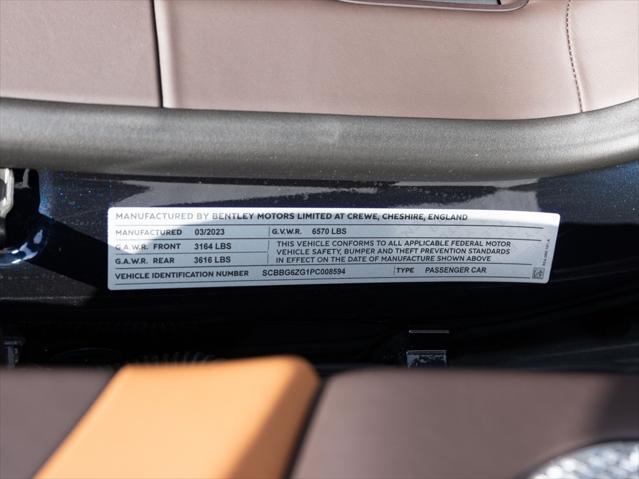 MANUFACTURED BY BENTLEY MOTORS LIMITED AT CREWE, CHESHIRE, ENGLAND
MANUFACTURED 03/2023 G.V.W.R. 6570 LBS
G.A.W.R. FRONT 3164 LBS
G.A.W.R. REAR 3616 LBS
THIS VEHICLE CONFORMS TO ALL APPLICABLE FEDERAL MOTOR
VEHICLE SAFETY, BUMPER AND THEFT PREVENTION STANDARDS
IN EFFECT ON THE DATE OF MANUFACTURE SHOWN ABOVE
VEHICLE IDENTIFICATION NUMBER SCBBG6ZG1PC008594 TYPE PASSENGER CAR